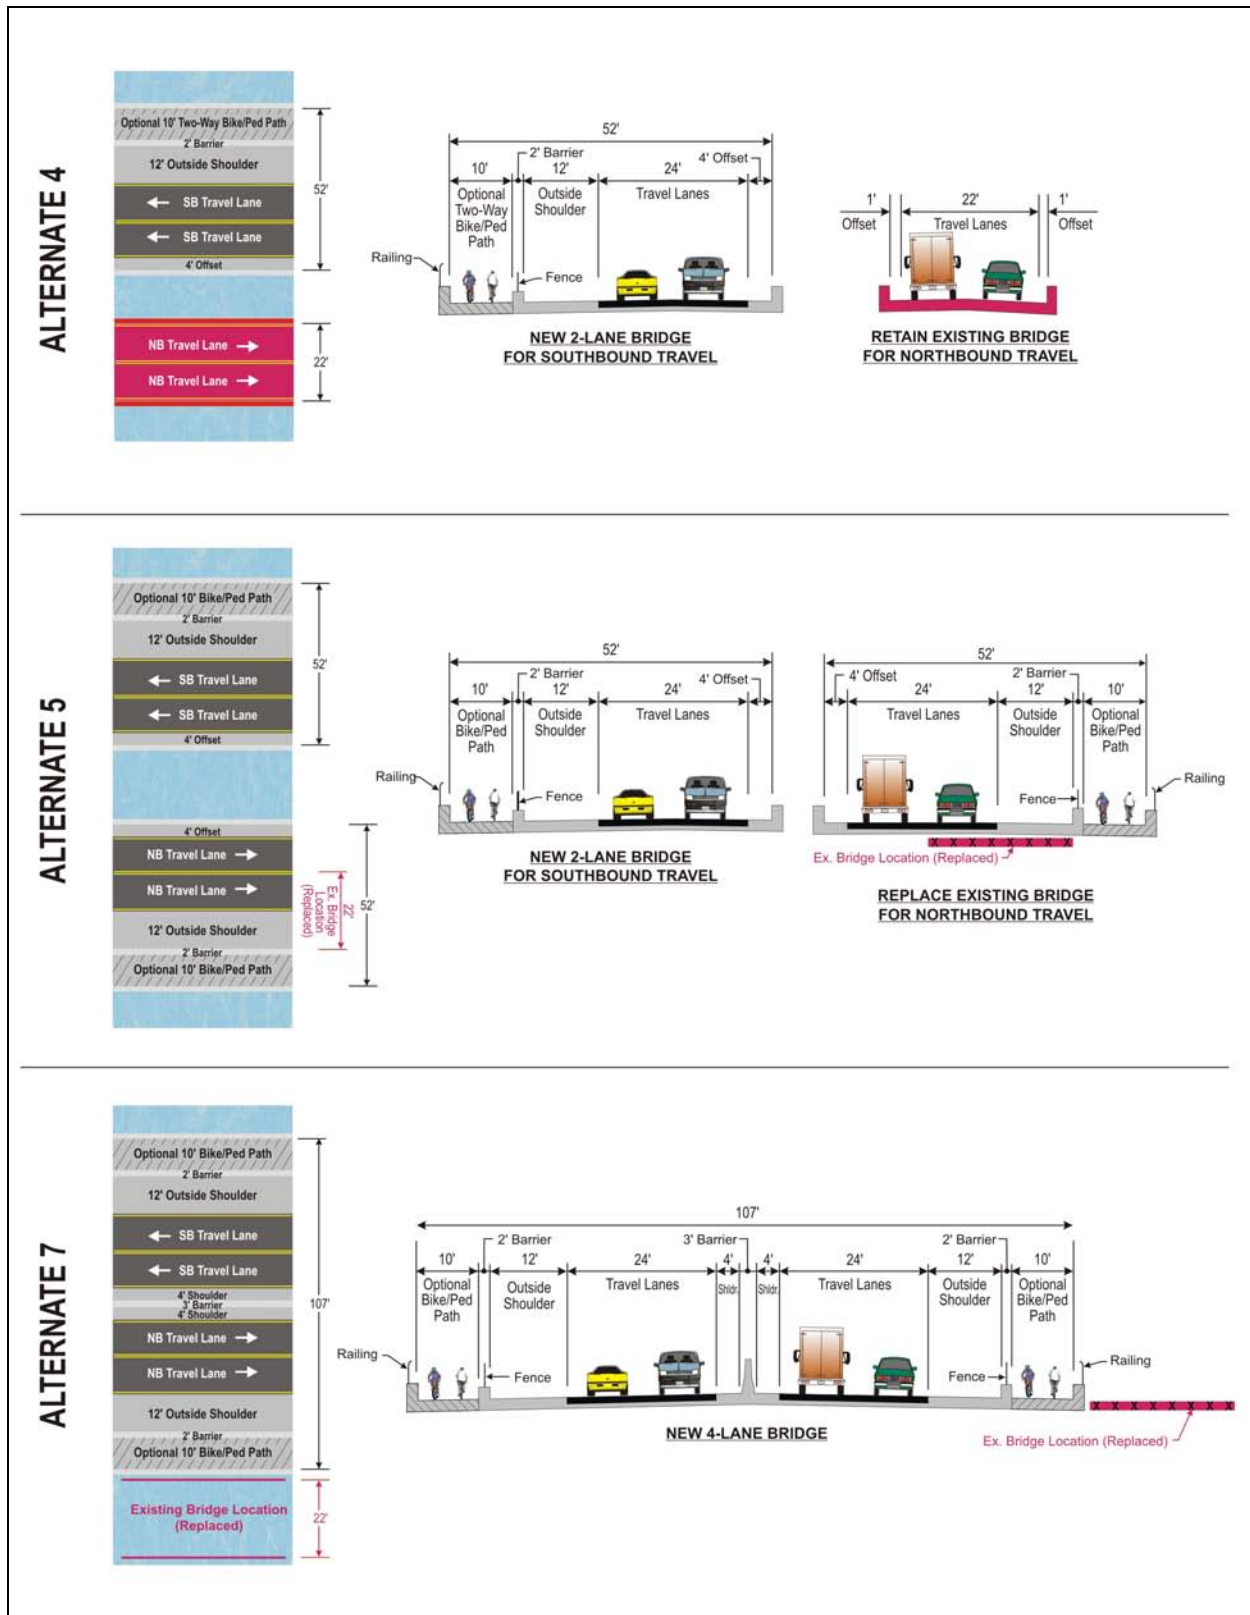 ALTERNATE 4
Optional 10' Two-Way Bike/Ped Path
2' Barrier
12' Outside Shoulder
SB Travel Lane
SB Travel Lane
4' Offset
52'
NB Travel Lane
NB Travel Lane
22'
52'
2' Barrier
10'
12'
24'
4' Offset
Optional
Two-Way
Bike/Ped
Path
Outside
Shoulder
Travel Lanes
Railing
Fence
NEW 2-LANE BRIDGE
FOR SOUTHBOUND TRAVEL
1'
Offset
22'
Travel Lanes
1'
Offset
RETAIN EXISTING BRIDGE
FOR NORTHBOUND TRAVEL
ALTERNATE 5
Optional 10' Bike/Ped Path
2' Barrier
12' Outside Shoulder
SB Travel Lane
SB Travel Lane
4' Offset
52'
4' Offset
NB Travel Lane
NB Travel Lane
12' Outside Shoulder
2' Barrier
Optional 10' Bike/Ped Path
22'
Ex. Bridge
Location
(Replaced)
52'
52'
2' Barrier
10'
12'
24'
4' Offset
Optional
Bike/Ped
Path
Outside
Shoulder
Travel Lanes
Railing
Fence
NEW 2-LANE BRIDGE
FOR SOUTHBOUND TRAVEL
52'
4' Offset
2' Barrier
24'
12'
10'
Travel Lanes
Outside
Shoulder
Optional
Bike/Ped
Path
Railing
Fence
X X X X X X X X
Ex. Bridge Location (Replaced)
REPLACE EXISTING BRIDGE
FOR NORTHBOUND TRAVEL
ALTERNATE 7
Optional 10' Bike/Ped Path
2' Barrier
12' Outside Shoulder
SB Travel Lane
SB Travel Lane
4' Shoulder
3' Barrier
4' Shoulder
NB Travel Lane
NB Travel Lane
12' Outside Shoulder
2' Barrier
Optional 10' Bike/Ped Path
107'
Existing Bridge Location
(Replaced)
22'
107'
2' Barrier
3' Barrier
2' Barrier
10'
12'
24'
4'
4'
24'
12'
10'
Optional
Bike/Ped
Path
Outside
Shoulder
Travel Lanes
Shldr.
Shldr.
Travel Lanes
Outside
Shoulder
Optional
Bike/Ped
Path
Railing
Fence
Fence
Railing
NEW 4-LANE BRIDGE
X X X X X X X X
Ex. Bridge Location (Replaced)